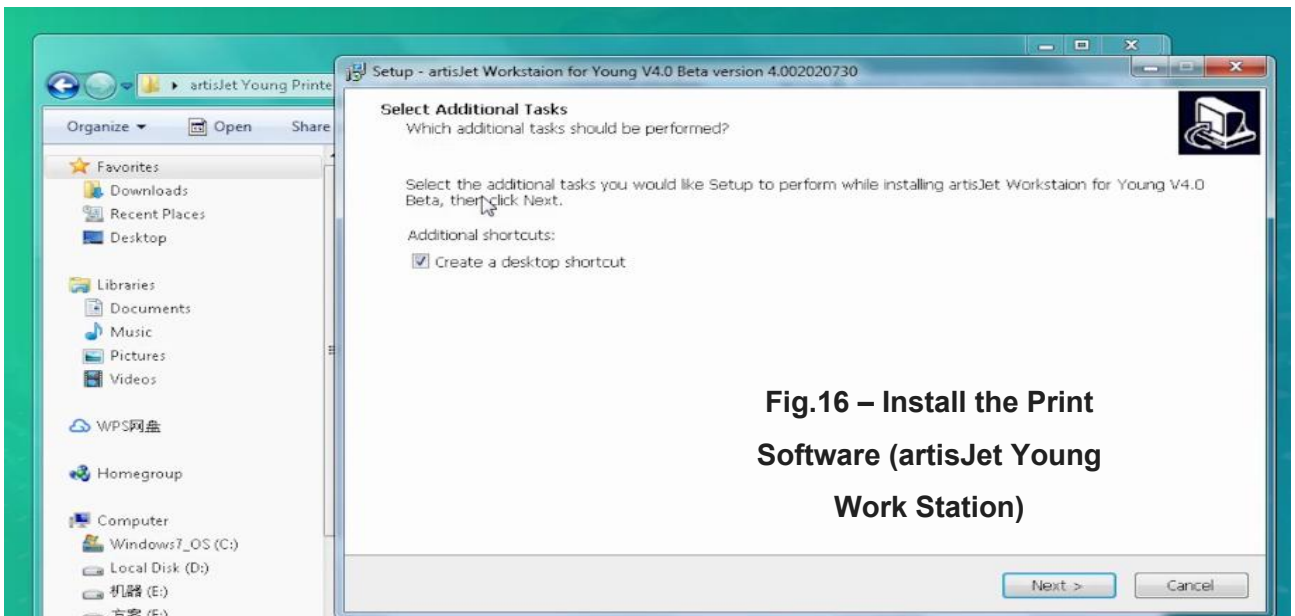 artisJet Young Printe
Organize
Open
Share
Favorites
Downloads
Recent Places
Desktop
Libraries
Documents
Music
Pictures
Videos
WPS网盘
Homegroup
Computer
Windows7_OS (C:)
Local Disk (D:)
机器 (E:)
Setup - artisJet Workstaion for Young V4.0 Beta version 4.002020730
Select Additional Tasks
Which additional tasks should be performed?
Select the additional tasks you would like Setup to perform while installing artisJet Workstaion for Young V4.0
Beta, then click Next.
Additional shortcuts:
Create a desktop shortcut
Fig.16 – Install the Print
Software (artisJet Young
Work Station)
Next >
Cancel